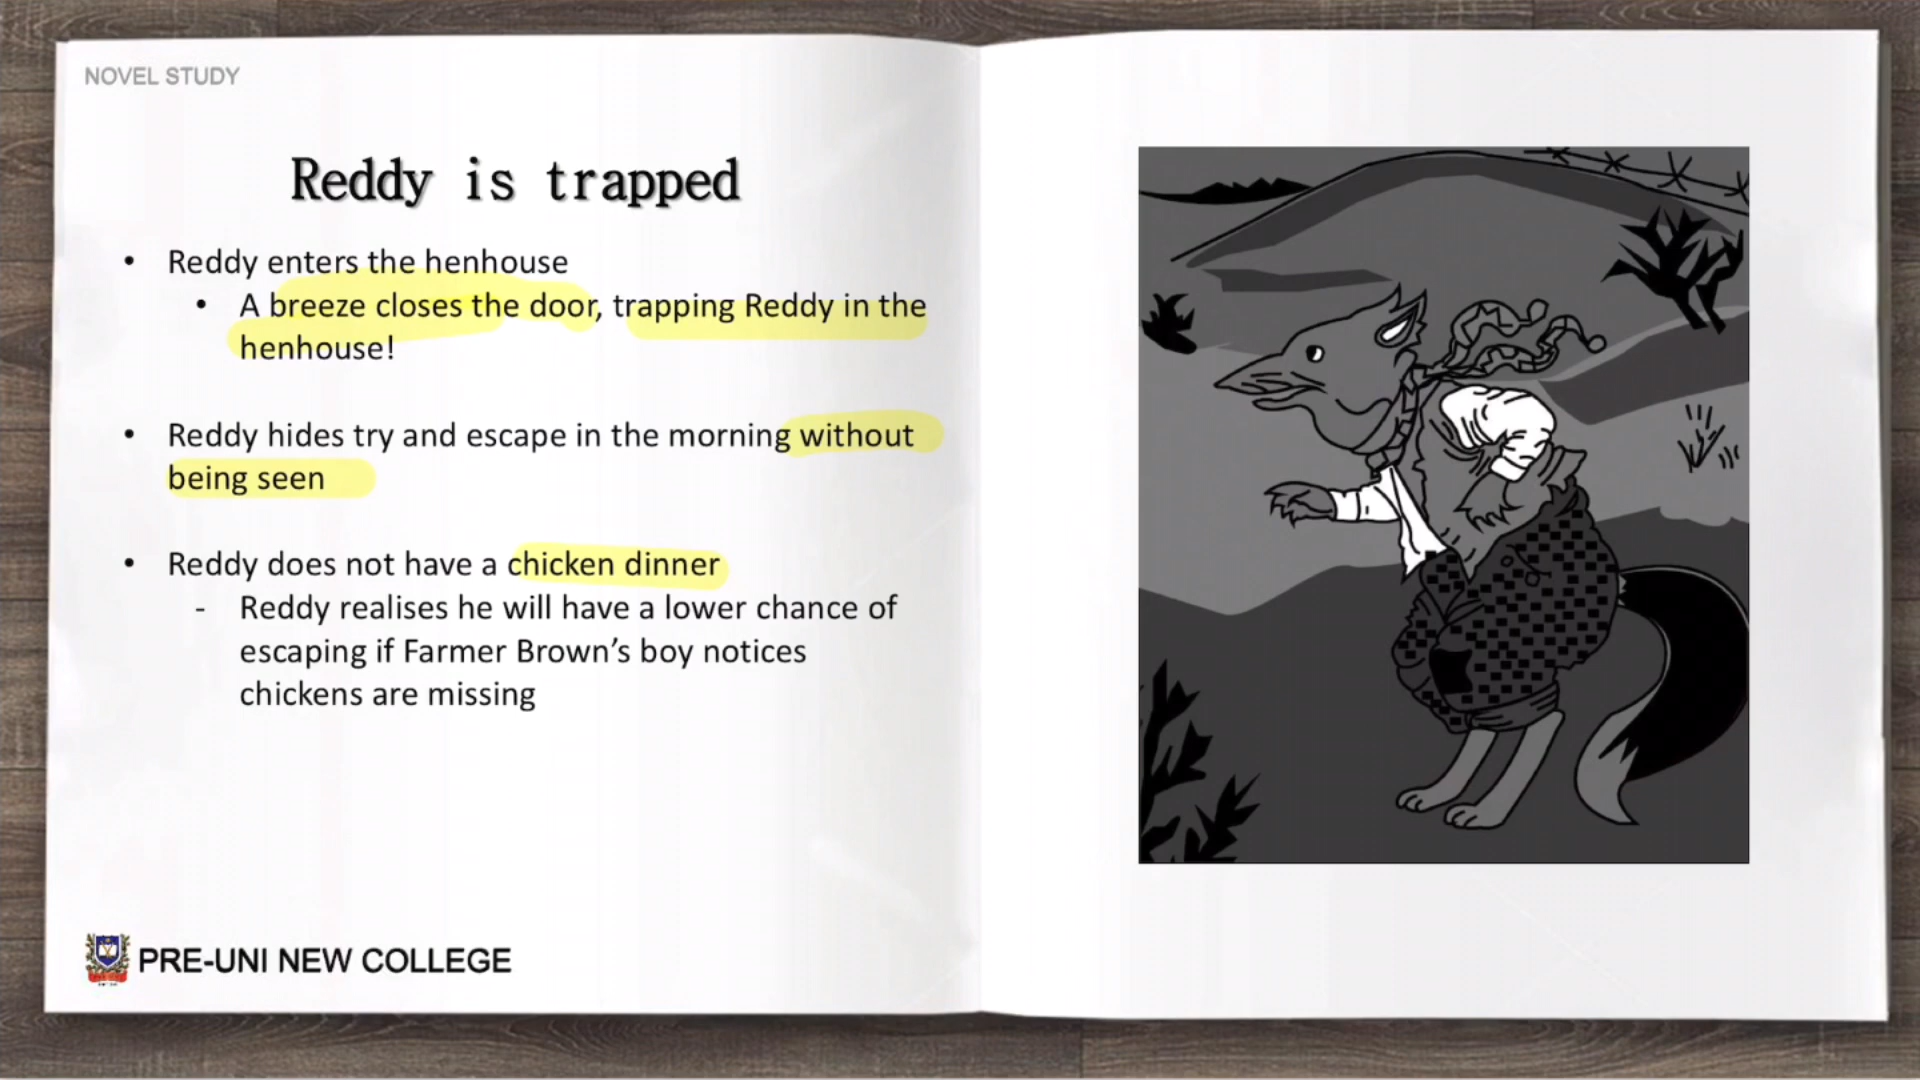 NOVEL STUDY
Reddy is trapped
• Reddy enters the henhouse
• A breeze closes the door, trapping Reddy in the
henhouse!
• Reddy hides try and escape in the morning without
being seen
• Reddy does not have a chicken dinner
- Reddy realises he will have a lower chance of
escaping if Farmer Brown’s boy notices
chickens are missing
PRE-UNI NEW COLLEGE